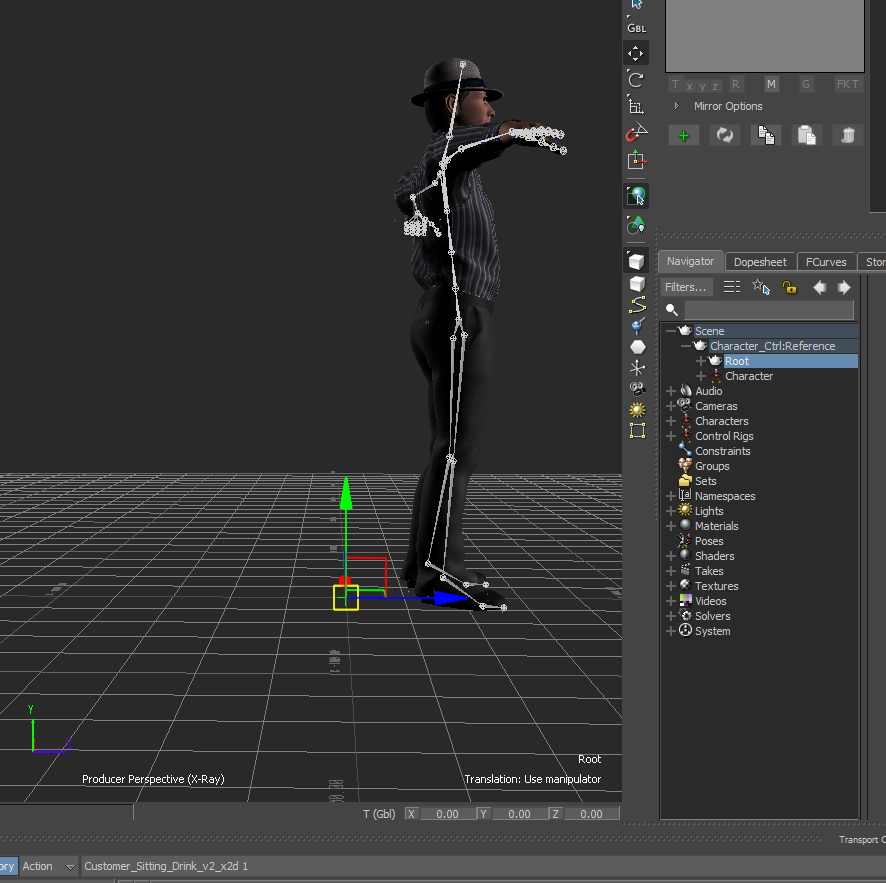 GBL
T x y z R M G FKT
Mirror Options
Navigator Dopesheet FCurves Stor
Filters...
Scene
Character_Ctrl:Reference
Root
Character
Audio
Cameras
Characters
Control Rigs
Constraints
Groups
Sets
Namespaces
Lights
Materials
Poses
Shaders
Takes
Textures
Videos
Solvers
System
Y
Root
Producer Perspective (X-Ray) Translation: Use manipulator
T (Gbl) X 0.00 Y 0.00 Z 0.00
Transport C
ory Action Customer_Sitting_Drink_v2_x2d 1